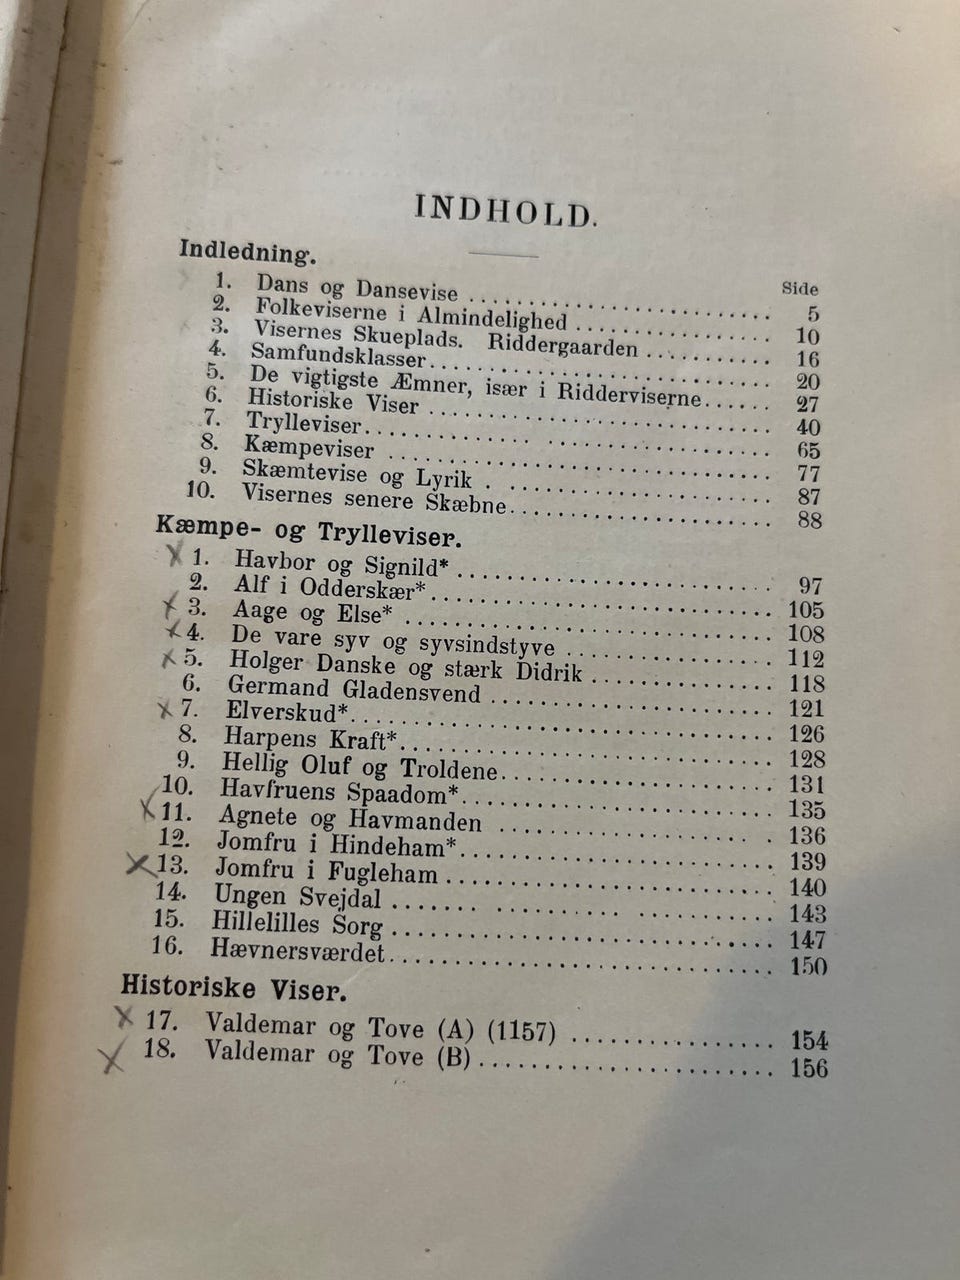 INDHOLD.
Indledning.
Side
1. Dans og Dansevise 5
2. Folkeviserne i Almindelighed 10
3. Visernes Skueplads. Riddergaarden 16
4. Samfundsklasser 20
5. De vigtigste Æmner, især i Ridderviserne 27
6. Historiske Viser 40
7. Trylleviser 65
8. Kæmpeviser 77
9. Skæmtevise og Lyrik 87
10. Visernes senere Skæbne 88
Kæmpe- og Trylleviser.
x 1. Havbor og Signild* 97
2. Alf i Odderskær* 105
x 3. Aage og Else* 108
x 4. De vare syv og syvsindstyve 112
x 5. Holger Danske og stærk Didrik 118
6. Germand Gladensvend 121
x 7. Elverskud* 126
8. Harpens Kraft* 128
9. Hellig Oluf og Troldene 131
10. Havfruens Spaadom* 135
x 11. Agnete og Havmanden 136
12. Jomfru i Hindeham* 139
x 13. Jomfru i Fugleham 140
14. Ungen Svejdal 143
15. Hillelilles Sorg 147
16. Hævnersværdet 150
Historiske Viser.
x 17. Valdemar og Tove (A) (1157) 154
x 18. Valdemar og Tove (B) 156